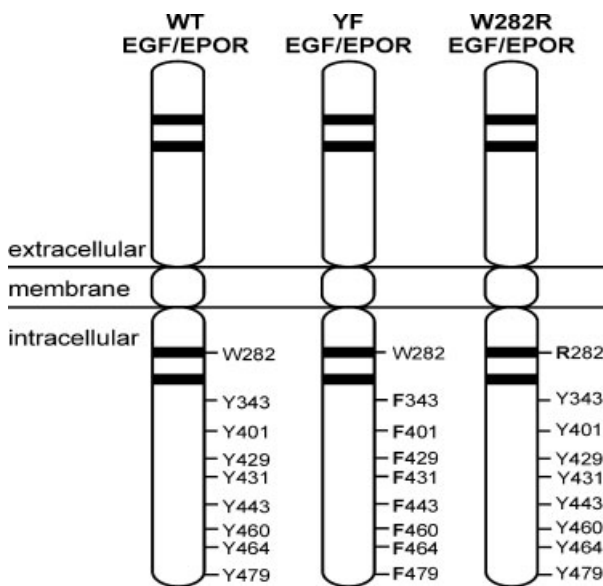 WT
EGF/EPOR
YF
EGF/EPOR
W282R
EGF/EPOR
extracellular
membrane
intracellular
W282
Y343
Y401
Y429
Y431
Y443
Y460
Y464
Y479
W282
F343
F401
F429
F431
F443
F460
F464
F479
R282
Y343
Y401
Y429
Y431
Y443
Y460
Y464
Y479